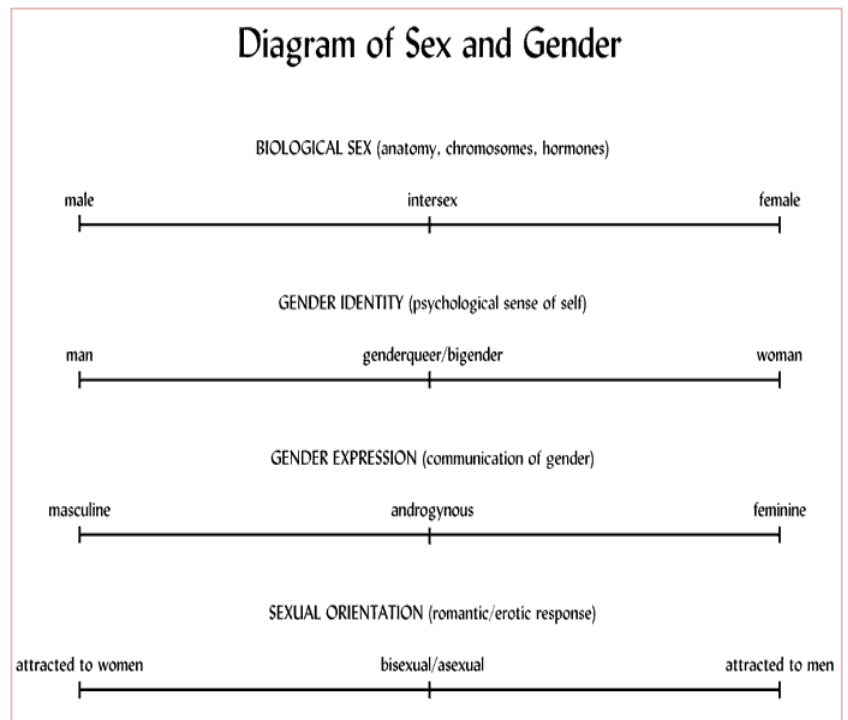 Diagram of Sex and Gender
BIOLOGICAL SEX (anatomy, chromosomes, hormones)
male intersex female
GENDER IDENTITY (psychological sense of self)
man genderqueer/bigender woman
GENDER EXPRESSION (communication of gender)
masculine androgynous feminine
SEXUAL ORIENTATION (romantic/erotic response)
attracted to women bisexual/asexual attracted to men